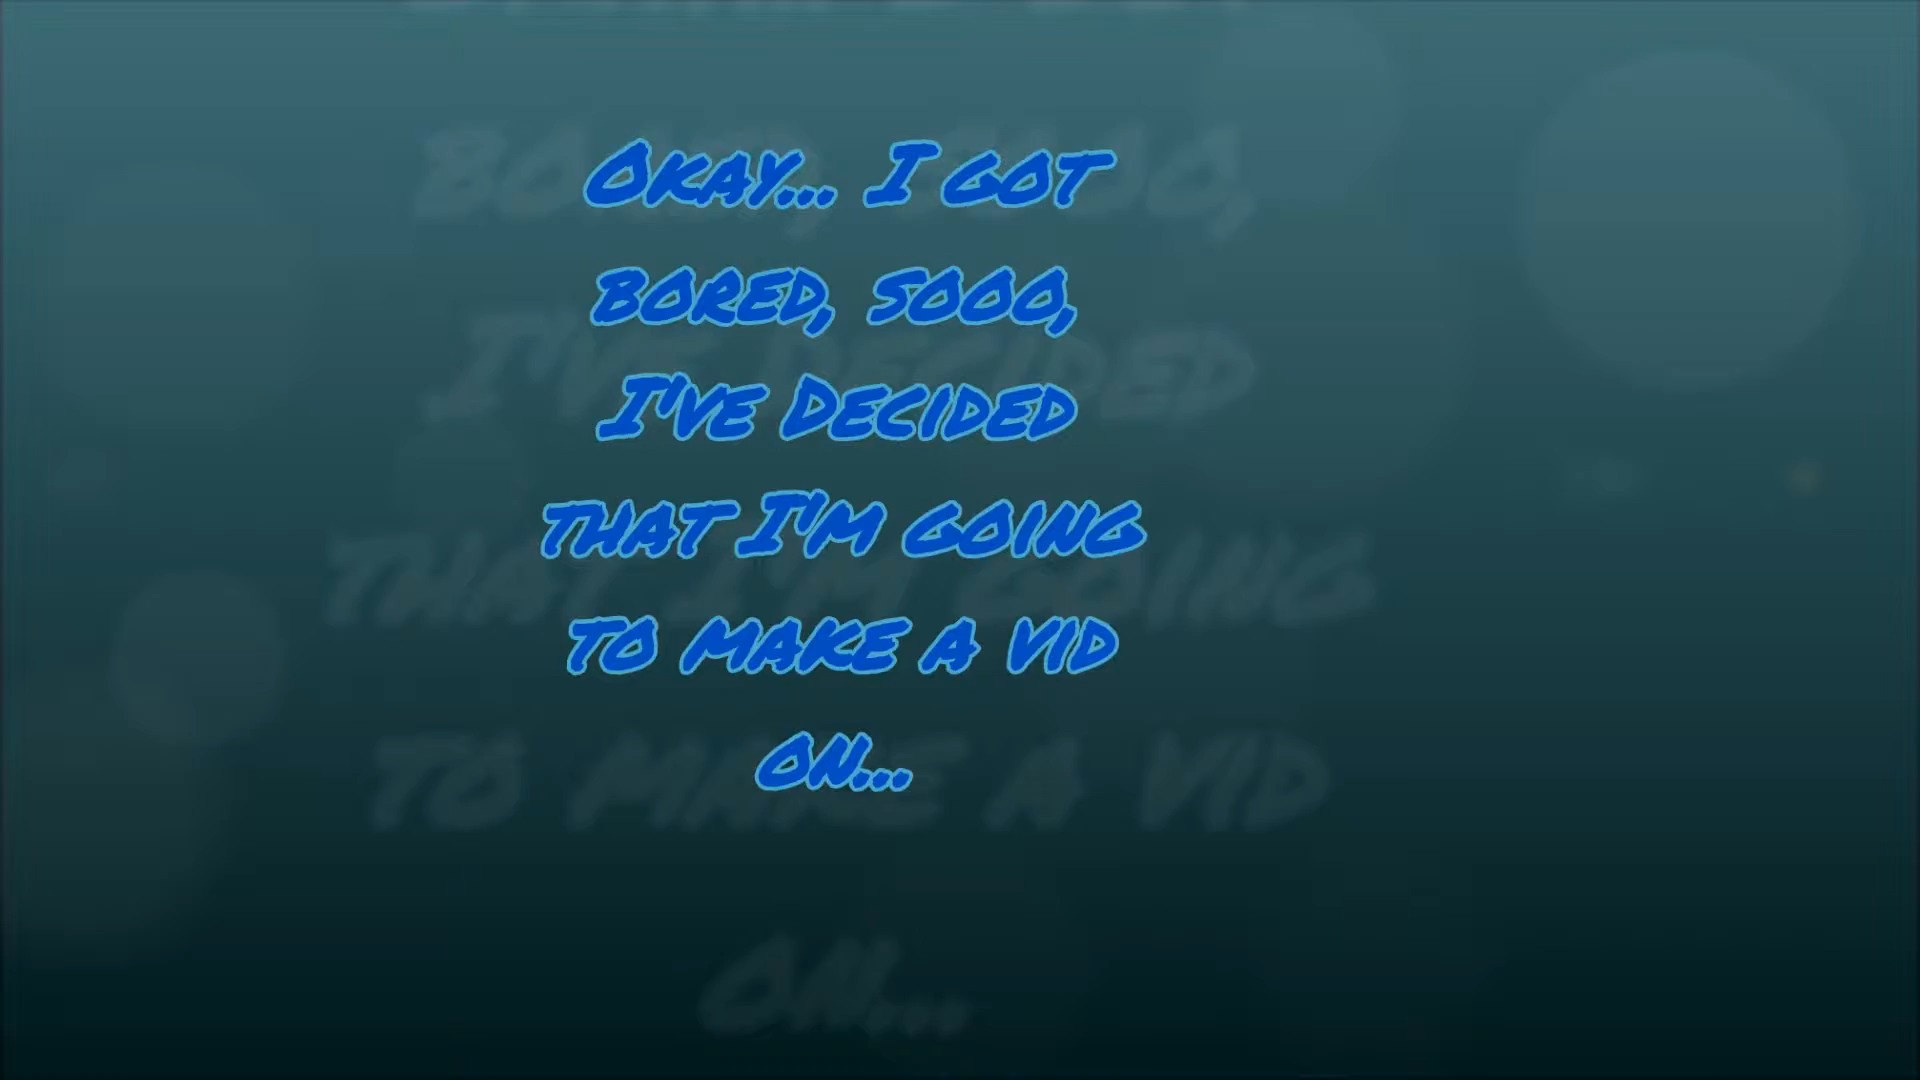 Okay... I got
bored, sooo,
I've Decided
that I'm going
to make a vid
on...